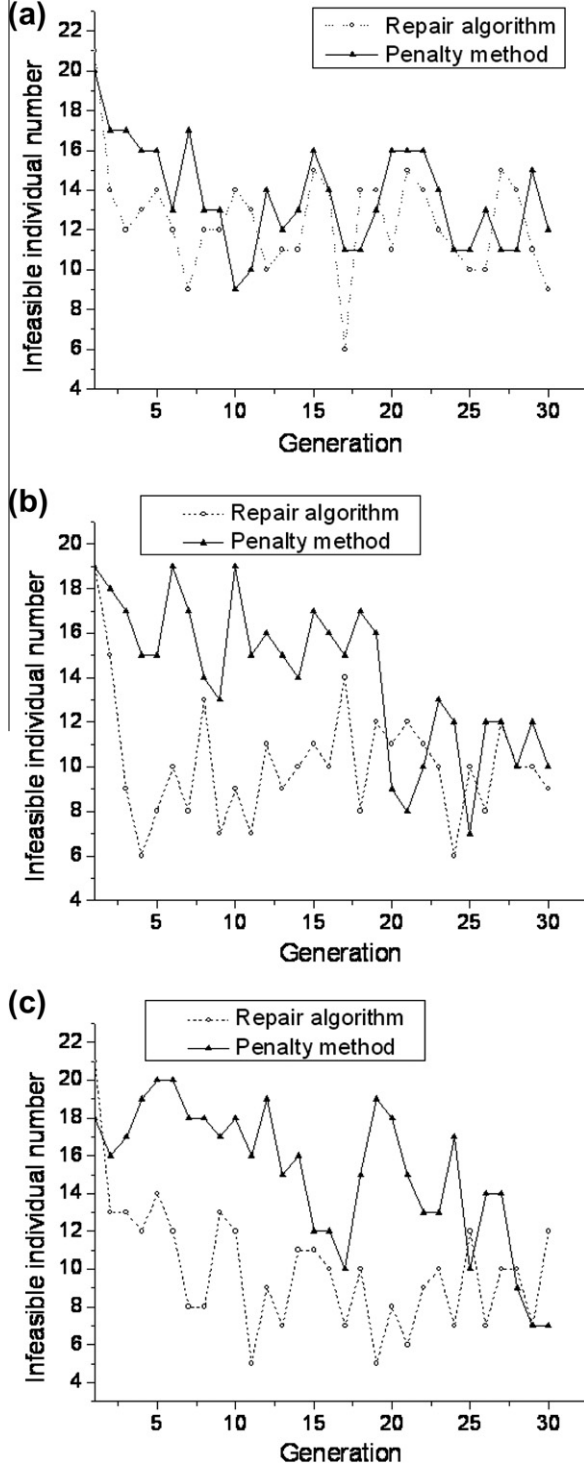 (a)
Repair algorithm
Penalty method
Infeasible individual number
22
20
18
16
14
12
10
8
6
4
5 10 15 20 25 30
Generation
(b)
Repair algorithm
Penalty method
Infeasible individual number
20
18
16
14
12
10
8
6
4
5 10 15 20 25 30
Generation
(c)
Repair algorithm
Penalty method
Infeasible individual number
22
20
18
16
14
12
10
8
6
4
5 10 15 20 25 30
Generation